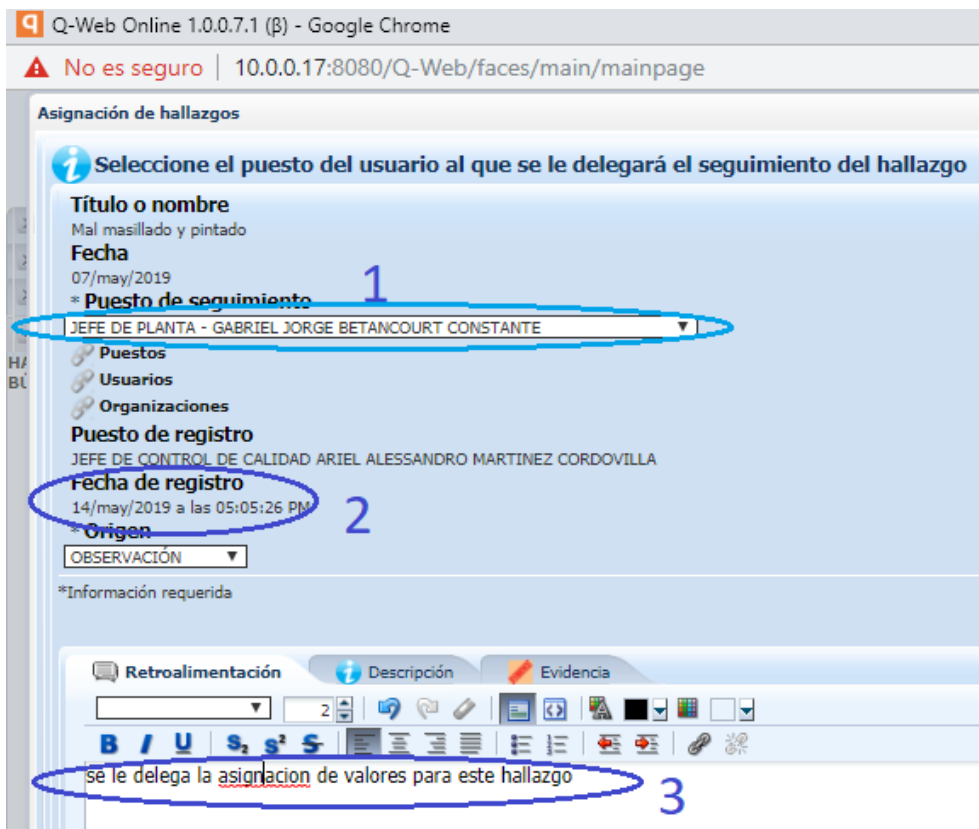 Q-Web Online 1.0.0.7.1 (β) - Google Chrome
No es seguro | 10.0.0.17:8080/Q-Web/faces/main/mainpage
Asignación de hallazgos
Seleccione el puesto del usuario al que se le delegará el seguimiento del hallazgo
Título o nombre
Mal masillado y pintado
Fecha
07/may/2019
1
* Puesto de seguimiento
JEFE DE PLANTA - GABRIEL JORGE BETANCOURT CONSTANTE
Puestos
Usuarios
Organizaciones
Puesto de registro
JEFE DE CONTROL DE CALIDAD ARIEL ALESSANDRO MARTINEZ CORDOVILLA
Fecha de registro
14/may/2019 a las 05:05:26 PM
2
* Origen
OBSERVACIÓN
*Información requerida
Retroalimentación Descripción Evidencia
2
B I U S₂ S² S
se le delega la asignacion de valores para este hallazgo
3